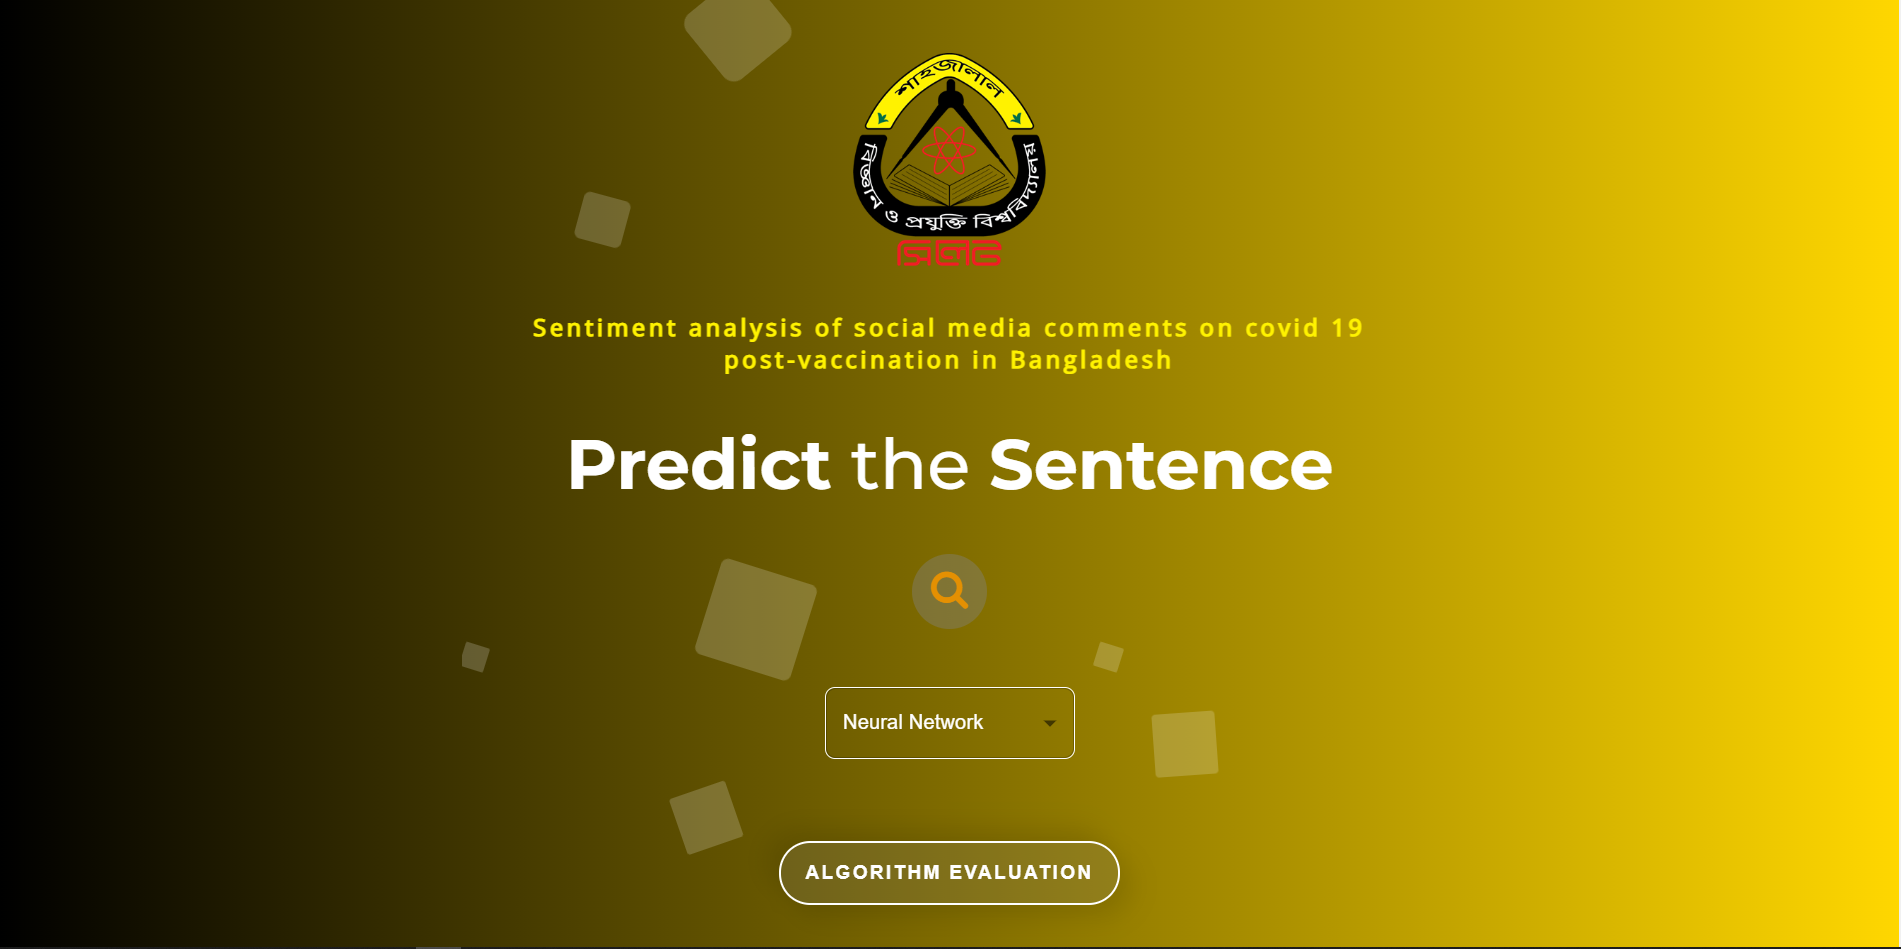 শাহজালাল
বিজ্ঞান ও প্রযুক্তি বিশ্ববিদ্যালয়
সিলেট
Sentiment analysis of social media comments on covid 19
post-vaccination in Bangladesh
Predict the Sentence
Neural Network
ALGORITHM EVALUATION